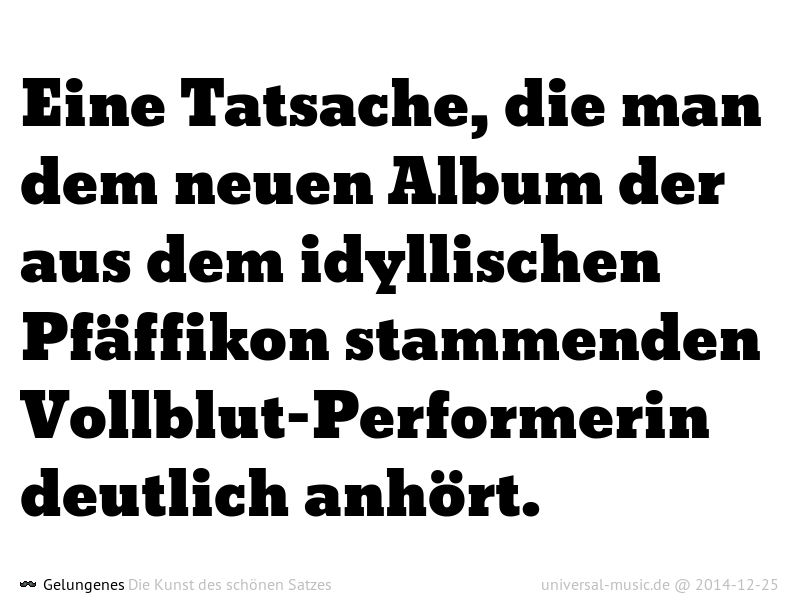 Eine Tatsache, die man
dem neuen Album der
aus dem idyllischen
Pfäffikon stammenden
Vollblut-Performerin
deutlich anhört.
Gelungenes Die Kunst des schönen Satzes universal-music.de @ 2014-12-25